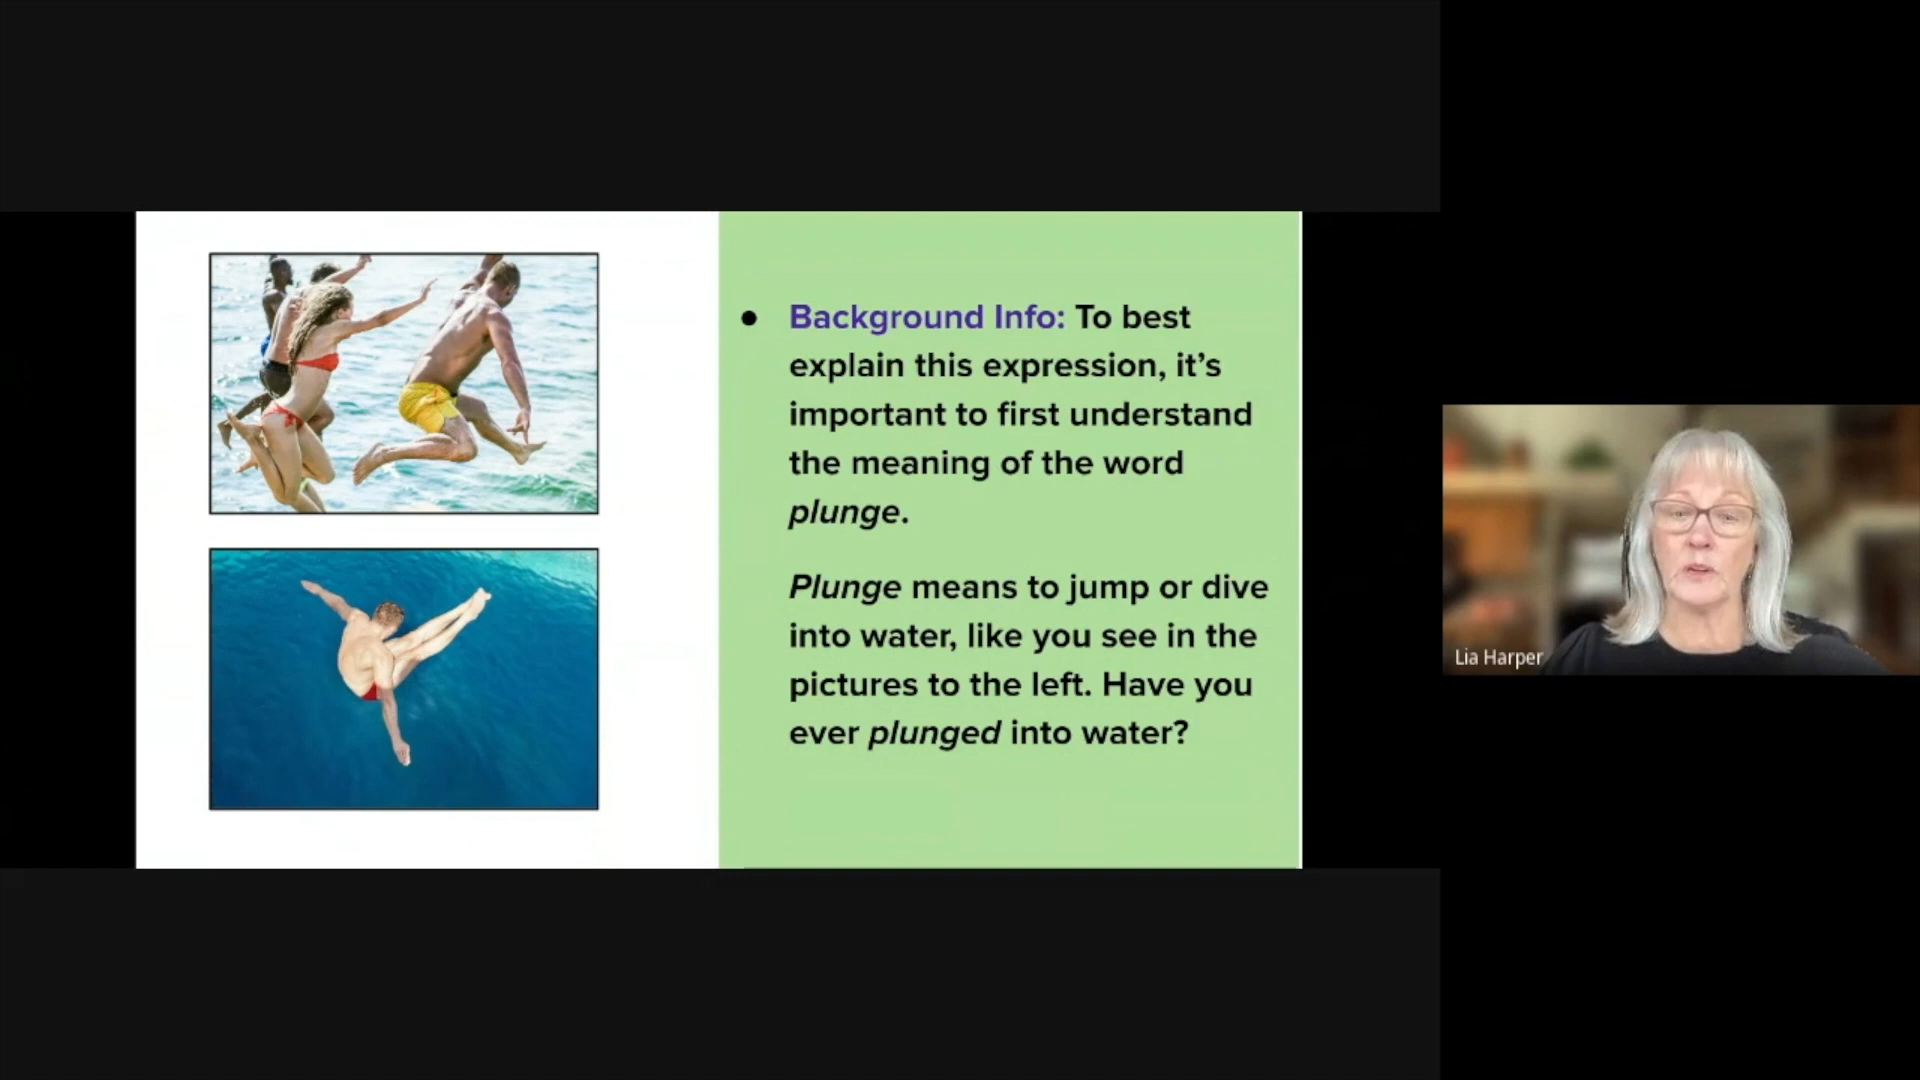 ● Background Info: To best
explain this expression, it’s
important to first understand
the meaning of the word
plunge.
Plunge means to jump or dive
into water, like you see in the
pictures to the left. Have you
ever plunged into water?
Lia Harper